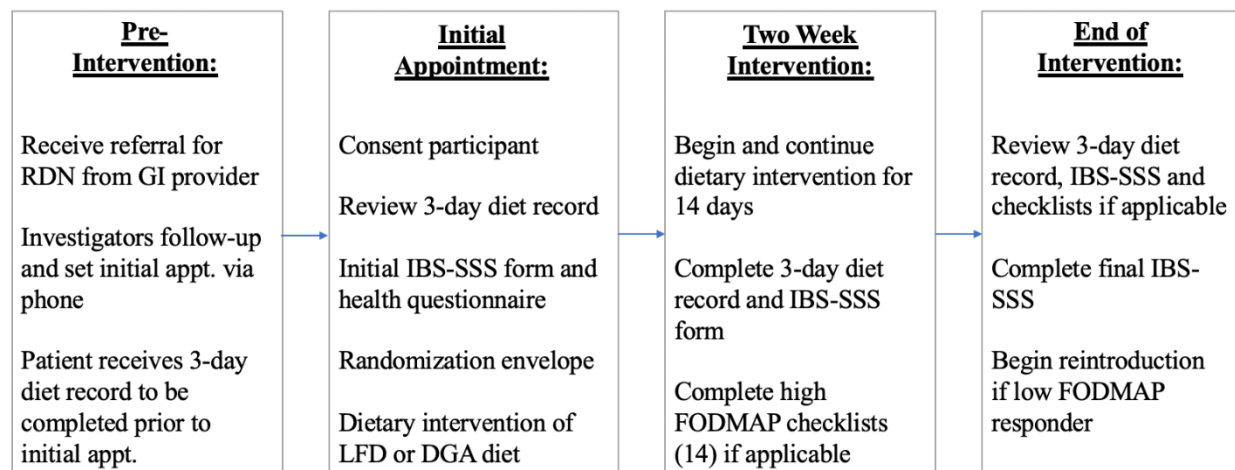 Pre-
Intervention:
Receive referral for
RDN from GI provider
Investigators follow-up
and set initial appt. via
phone
Patient receives 3-day
diet record to be
completed prior to
initial appt.
Initial
Appointment:
Consent participant
Review 3-day diet record
Initial IBS-SSS form and
health questionnaire
Randomization envelope
Dietary intervention of
LFD or DGA diet
Two Week
Intervention:
Begin and continue
dietary intervention for
14 days
Complete 3-day diet
record and IBS-SSS
form
Complete high
FODMAP checklists
(14) if applicable
End of
Intervention:
Review 3-day diet
record, IBS-SSS and
checklists if applicable
Complete final IBS-
SSS
Begin reintroduction
if low FODMAP
responder